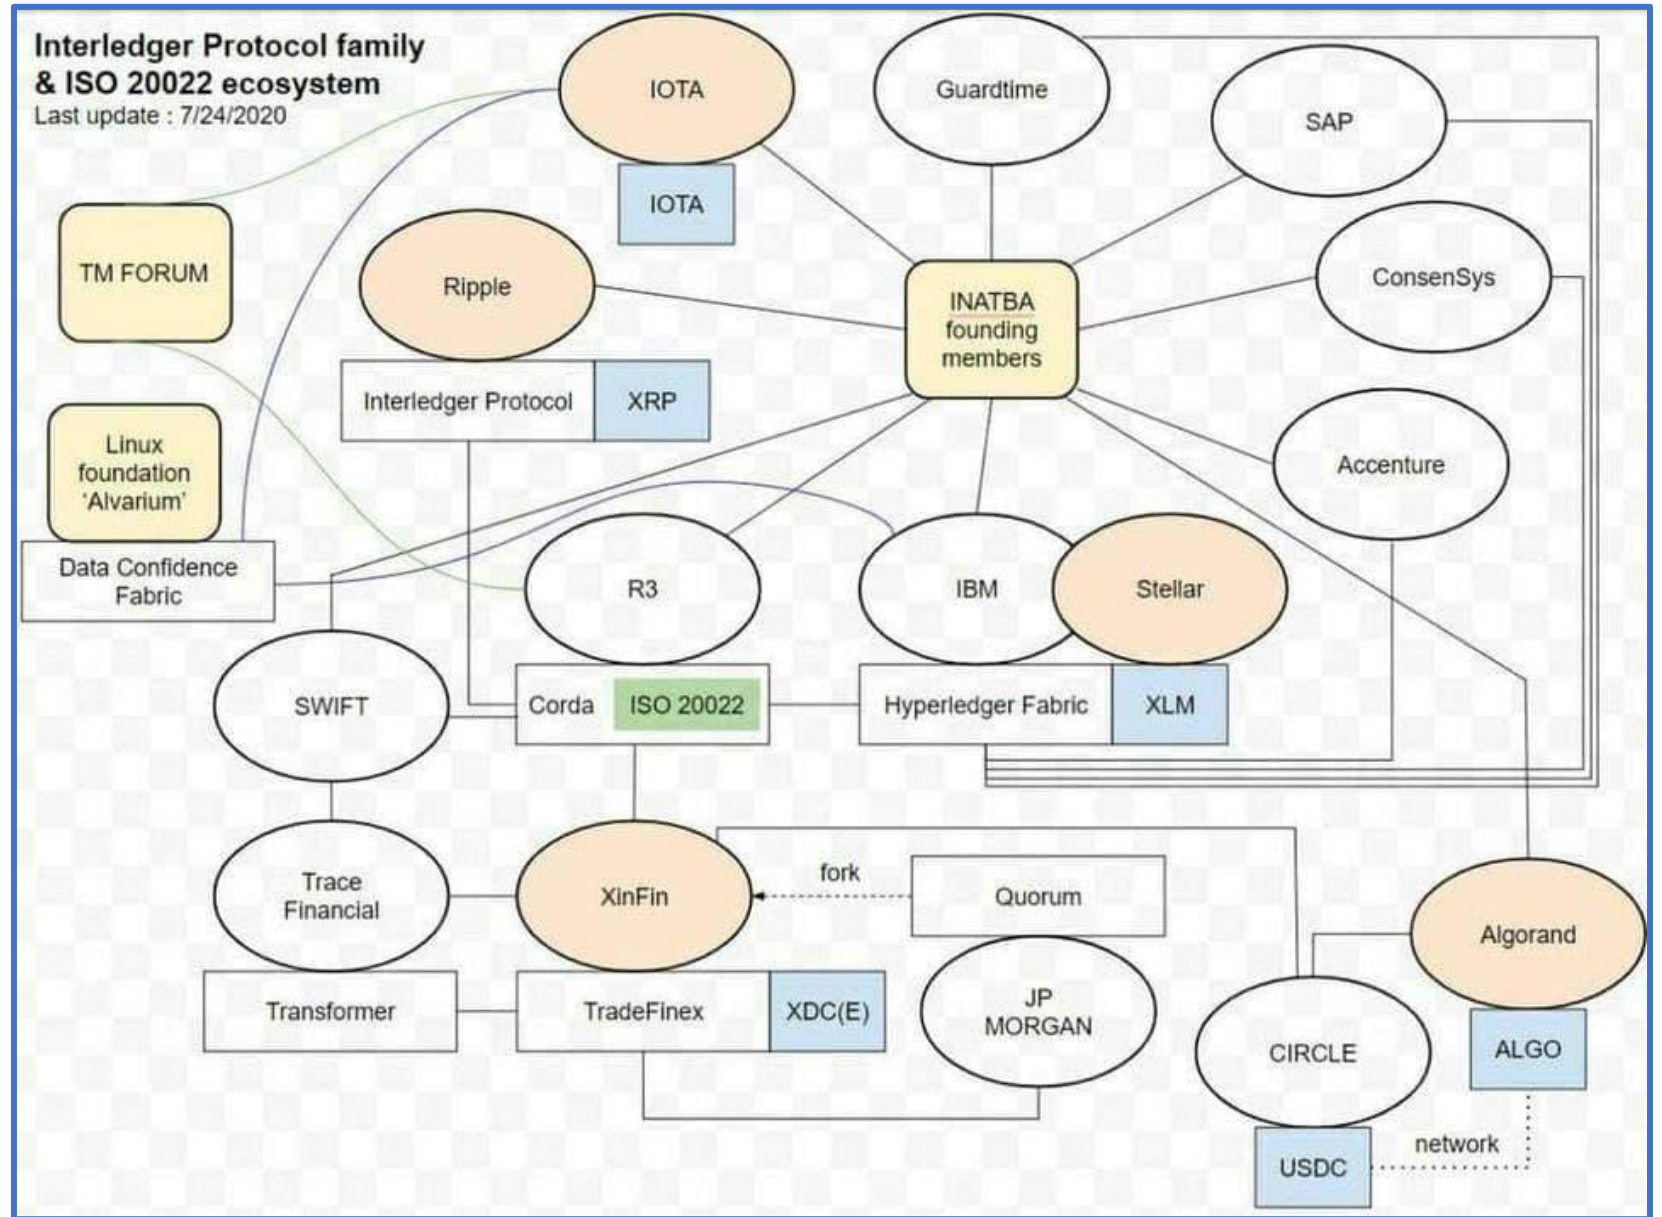 Interledger Protocol family
& ISO 20022 ecosystem
Last update : 7/24/2020
IOTA
IOTA
Guardtime
SAP
TM FORUM
Ripple
INATBA
founding
members
ConsenSys
Interledger Protocol
XRP
Linux
foundation
‘Alvarium’
Accenture
Data Confidence
Fabric
R3
IBM
Stellar
SWIFT
Corda
ISO 20022
Hyperledger Fabric
XLM
Trace
Financial
XinFin
fork
Quorum
Algorand
Transformer
TradeFinex
XDC(E)
JP
MORGAN
CIRCLE
ALGO
network
USDC